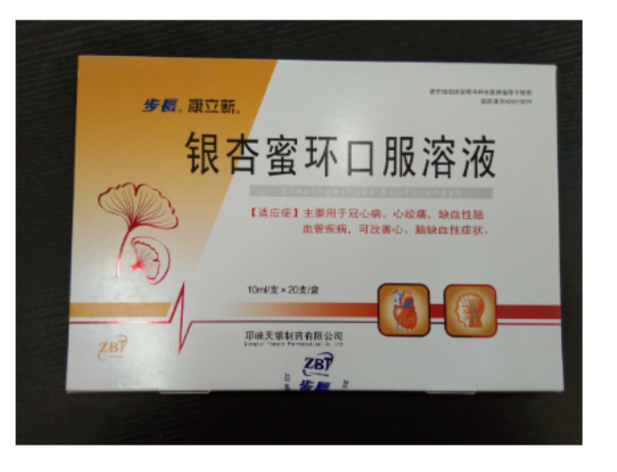 步长® 康立新®
银杏蜜环口服溶液
Yinxingmihuan Koufurongye
【适应症】主要用于冠心病、心绞痛，缺血性脑
血管疾病，可改善心、脑缺血性症状。
10ml/支×20支/盒
邛崃天银制药有限公司
ZBT
ZBT
步长